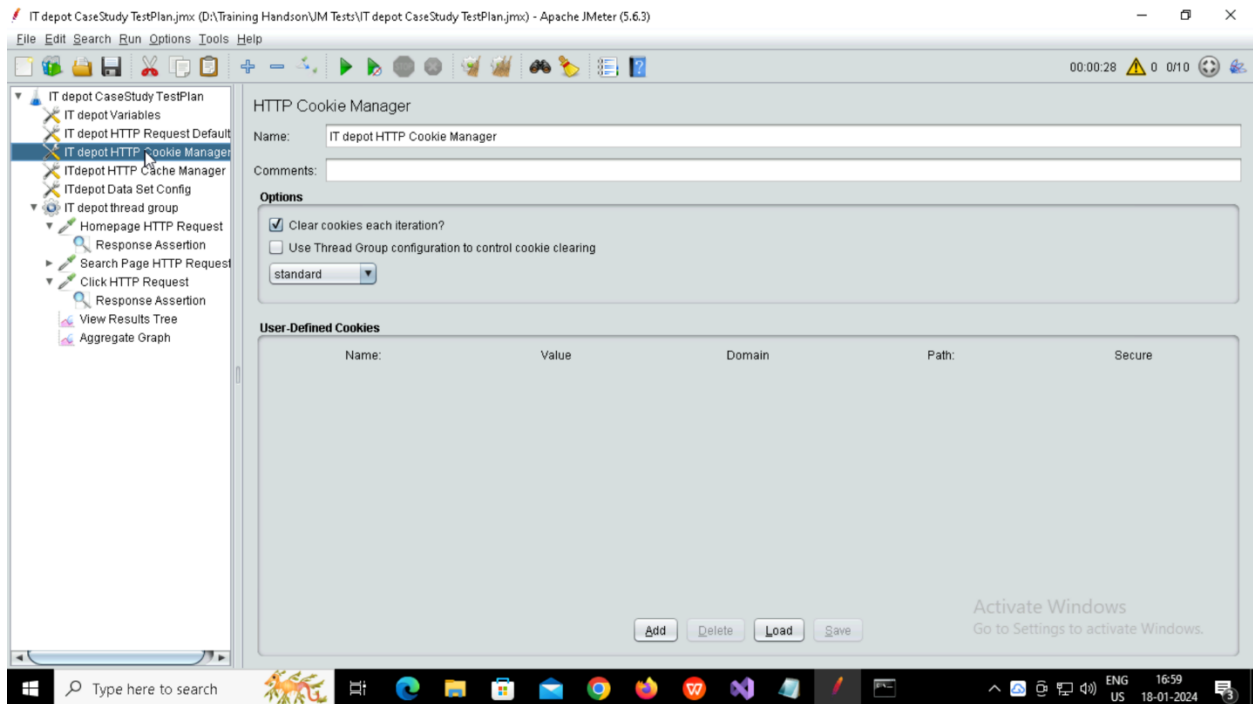 IT depot CaseStudy TestPlan.jmx (D:\Training Handson\JM Tests\IT depot CaseStudy TestPlan.jmx) - Apache JMeter (5.6.3)
File Edit Search Run Options Tools Help
00:00:28 0 0/10
IT depot CaseStudy TestPlan
IT depot Variables
IT depot HTTP Request Default
IT depot HTTP Cookie Manager
ITdepot HTTP Cache Manager
ITdepot Data Set Config
IT depot thread group
Homepage HTTP Request
Response Assertion
Search Page HTTP Request
Click HTTP Request
Response Assertion
View Results Tree
Aggregate Graph
HTTP Cookie Manager
Name: IT depot HTTP Cookie Manager
Comments:
Options
Clear cookies each iteration?
Use Thread Group configuration to control cookie clearing
standard
User-Defined Cookies
Name: Value Domain Path: Secure
Add Delete Load Save
Activate Windows
Go to Settings to activate Windows.
Type here to search
ENG
US
16:59
18-01-2024
3